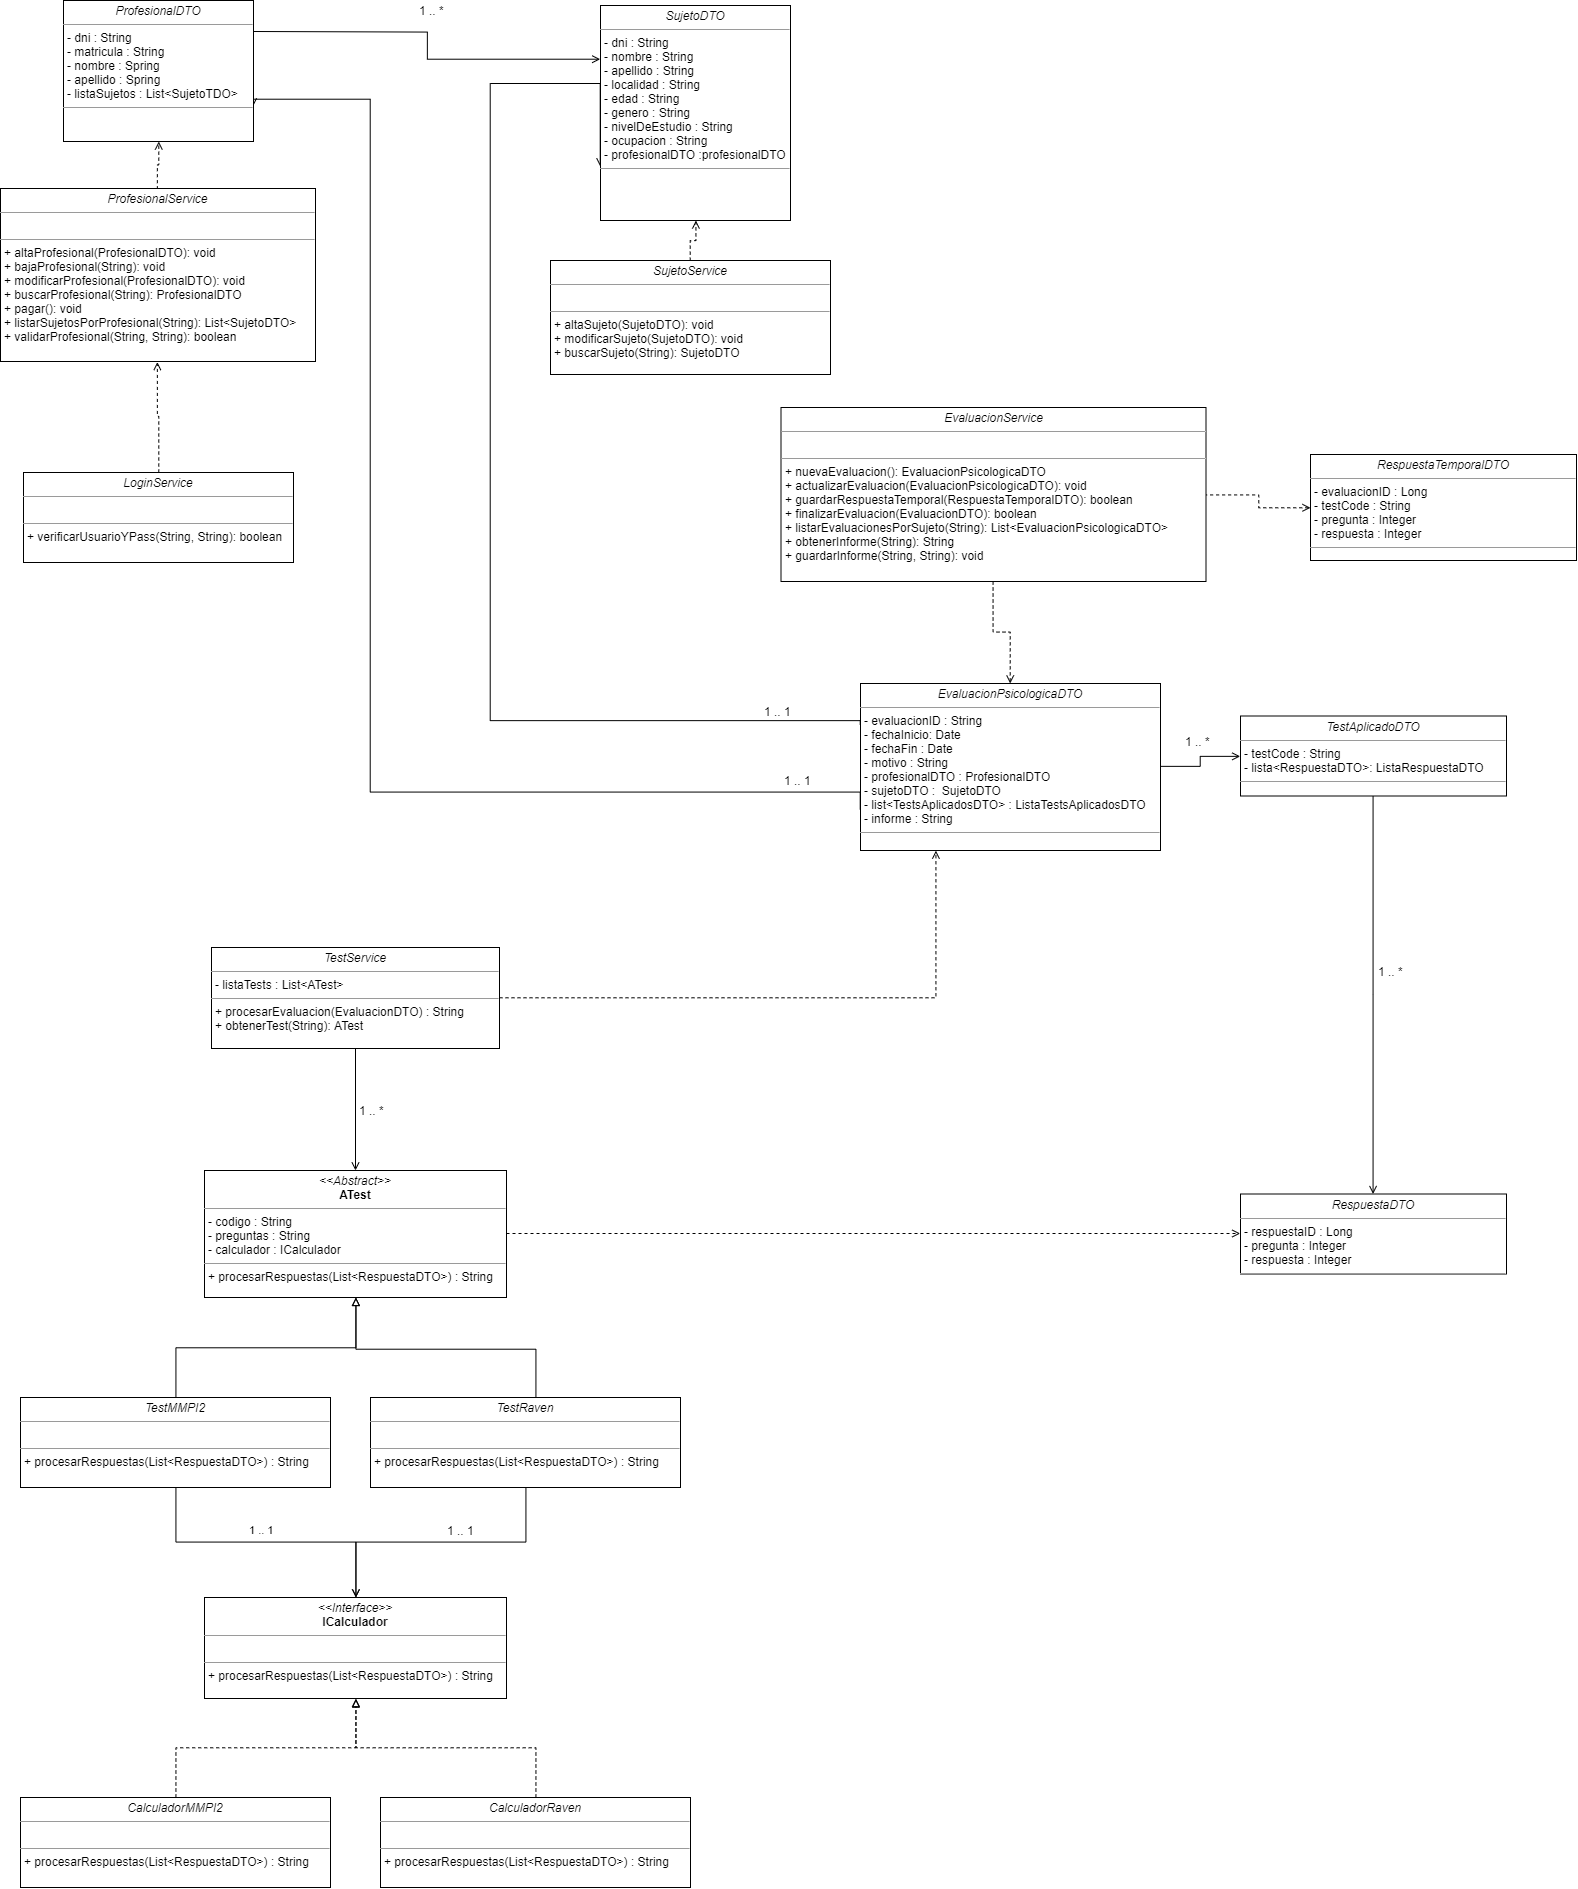 ProfesionalDTO
- dni : String
- matricula : String
- nombre : Spring
- apellido : Spring
- listaSujetos : List<SujetoTDO>
1 .. *
SujetoDTO
- dni : String
- nombre : String
- apellido : String
- localidad : String
- edad : String
- genero : String
- nivelDeEstudio : String
- ocupacion : String
- profesionalDTO :profesionalDTO
ProfesionalService
+ altaProfesional(ProfesionalDTO): void
+ bajaProfesional(String): void
+ modificarProfesional(ProfesionalDTO): void
+ buscarProfesional(String): ProfesionalDTO
+ pagar(): void
+ listarSujetosPorProfesional(String): List<SujetoDTO>
+ validarProfesional(String, String): boolean
SujetoService
+ altaSujeto(SujetoDTO): void
+ modificarSujeto(SujetoDTO): void
+ buscarSujeto(String): SujetoDTO
LoginService
+ verificarUsuarioYPass(String, String): boolean
EvaluacionService
+ nuevaEvaluacion(): EvaluacionPsicologicaDTO
+ actualizarEvaluacion(EvaluacionPsicologicaDTO): void
+ guardarRespuestaTemporal(RespuestaTemporalDTO): boolean
+ finalizarEvaluacion(EvaluacionDTO): boolean
+ listarEvaluacionesPorSujeto(String): List<EvaluacionPsicologicaDTO>
+ obtenerInforme(String): String
+ guardarInforme(String, String): void
RespuestaTemporalDTO
- evaluacionID : Long
- testCode : String
- pregunta : Integer
- respuesta : Integer
1 .. 1
1 .. 1
EvaluacionPsicologicaDTO
- evaluacionID : String
- fechaInicio: Date
- fechaFin : Date
- motivo : String
- profesionalDTO : ProfesionalDTO
- sujetoDTO :  SujetoDTO
- list<TestsAplicadosDTO> : ListaTestsAplicadosDTO
- informe : String
1 .. *
TestAplicadoDTO
- testCode : String
- lista<RespuestaDTO>: ListaRespuestaDTO
1 .. *
TestService
- listaTests : List<ATest>
+ procesarEvaluacion(EvaluacionDTO) : String
+ obtenerTest(String): ATest
1 .. *
<<Abstract>>
ATest
- codigo : String
- preguntas : String
- calculador : ICalculador
+ procesarRespuestas(List<RespuestaDTO>) : String
RespuestaDTO
- respuestaID : Long
- pregunta : Integer
- respuesta : Integer
TestMMPI2
+ procesarRespuestas(List<RespuestaDTO>) : String
TestRaven
+ procesarRespuestas(List<RespuestaDTO>) : String
1 .. 1
1 .. 1
<<Interface>>
ICalculador
+ procesarRespuestas(List<RespuestaDTO>) : String
CalculadorMMPI2
+ procesarRespuestas(List<RespuestaDTO>) : String
CalculadorRaven
+ procesarRespuestas(List<RespuestaDTO>) : String